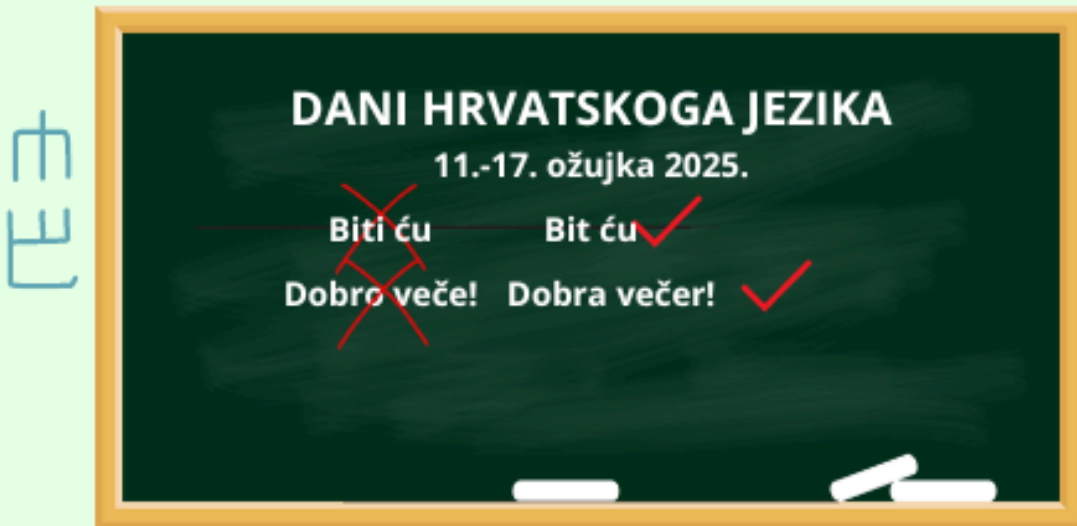 DANI HRVATSKOGA JEZIKA
11.-17. ožujka 2025.
Biti ću Bit ću
Dobro veče! Dobra večer!